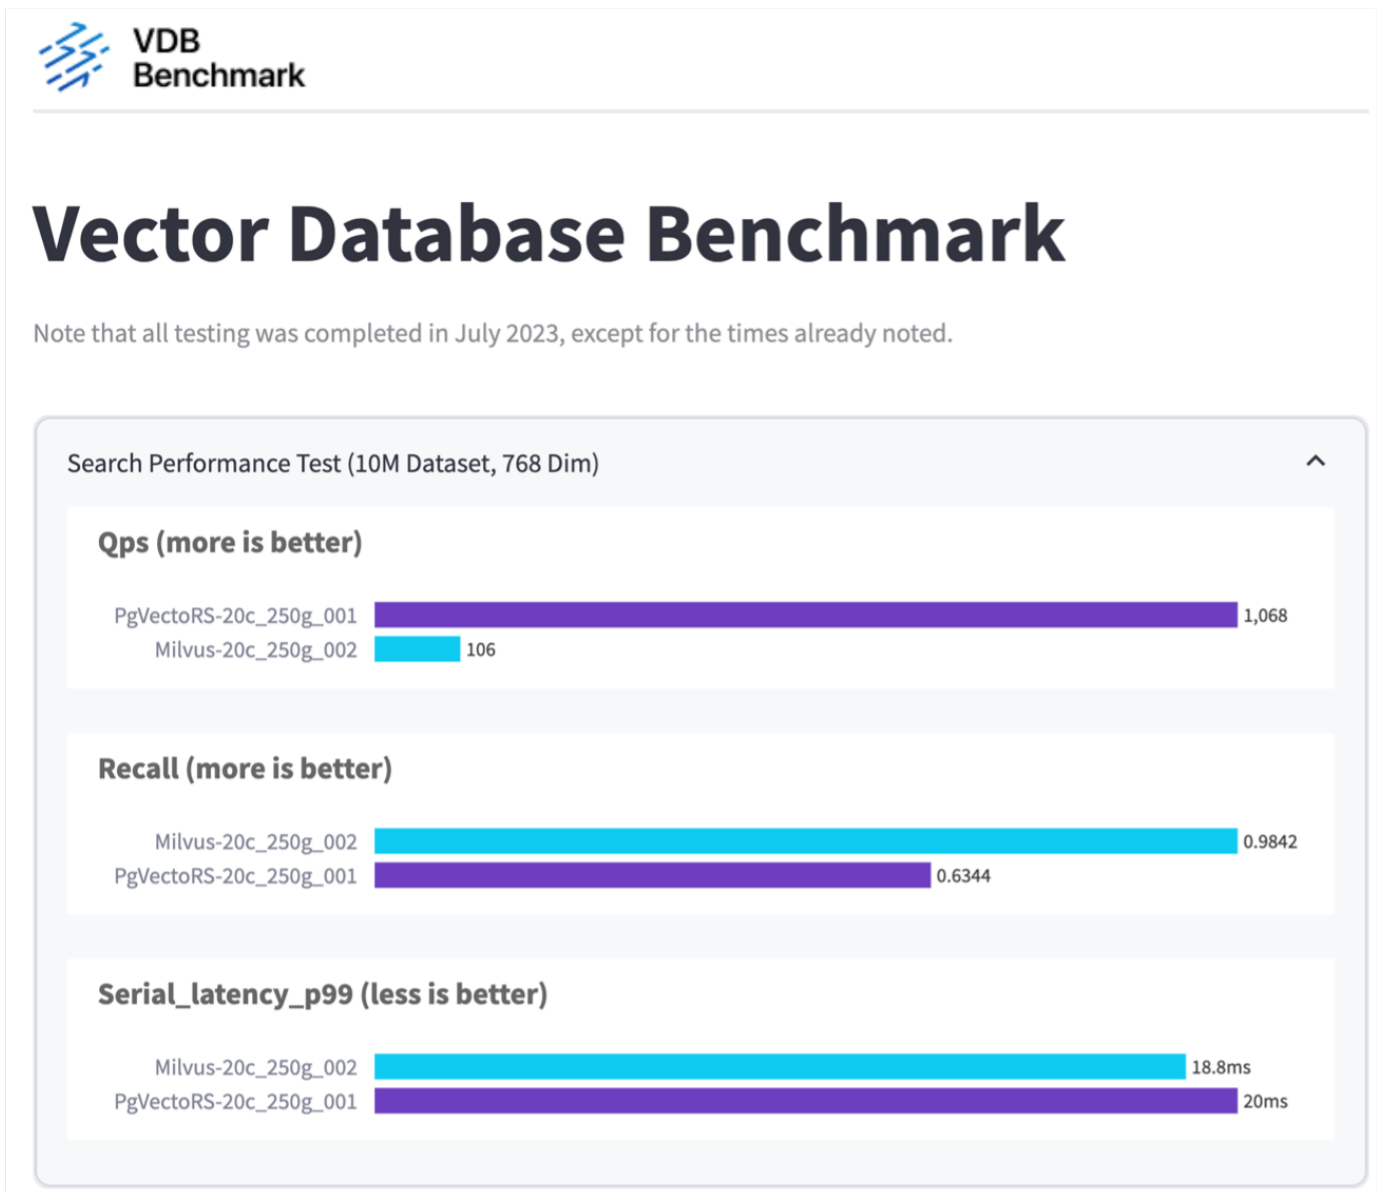 VDB
Benchmark
Vector Database Benchmark
Note that all testing was completed in July 2023, except for the times already noted.
Search Performance Test (10M Dataset, 768 Dim)
Qps (more is better)
PgVectoRS-20c_250g_001 1,068
Milvus-20c_250g_002 106
Recall (more is better)
Milvus-20c_250g_002 0.9842
PgVectoRS-20c_250g_001 0.6344
Serial_latency_p99 (less is better)
Milvus-20c_250g_002 18.8ms
PgVectoRS-20c_250g_001 20ms